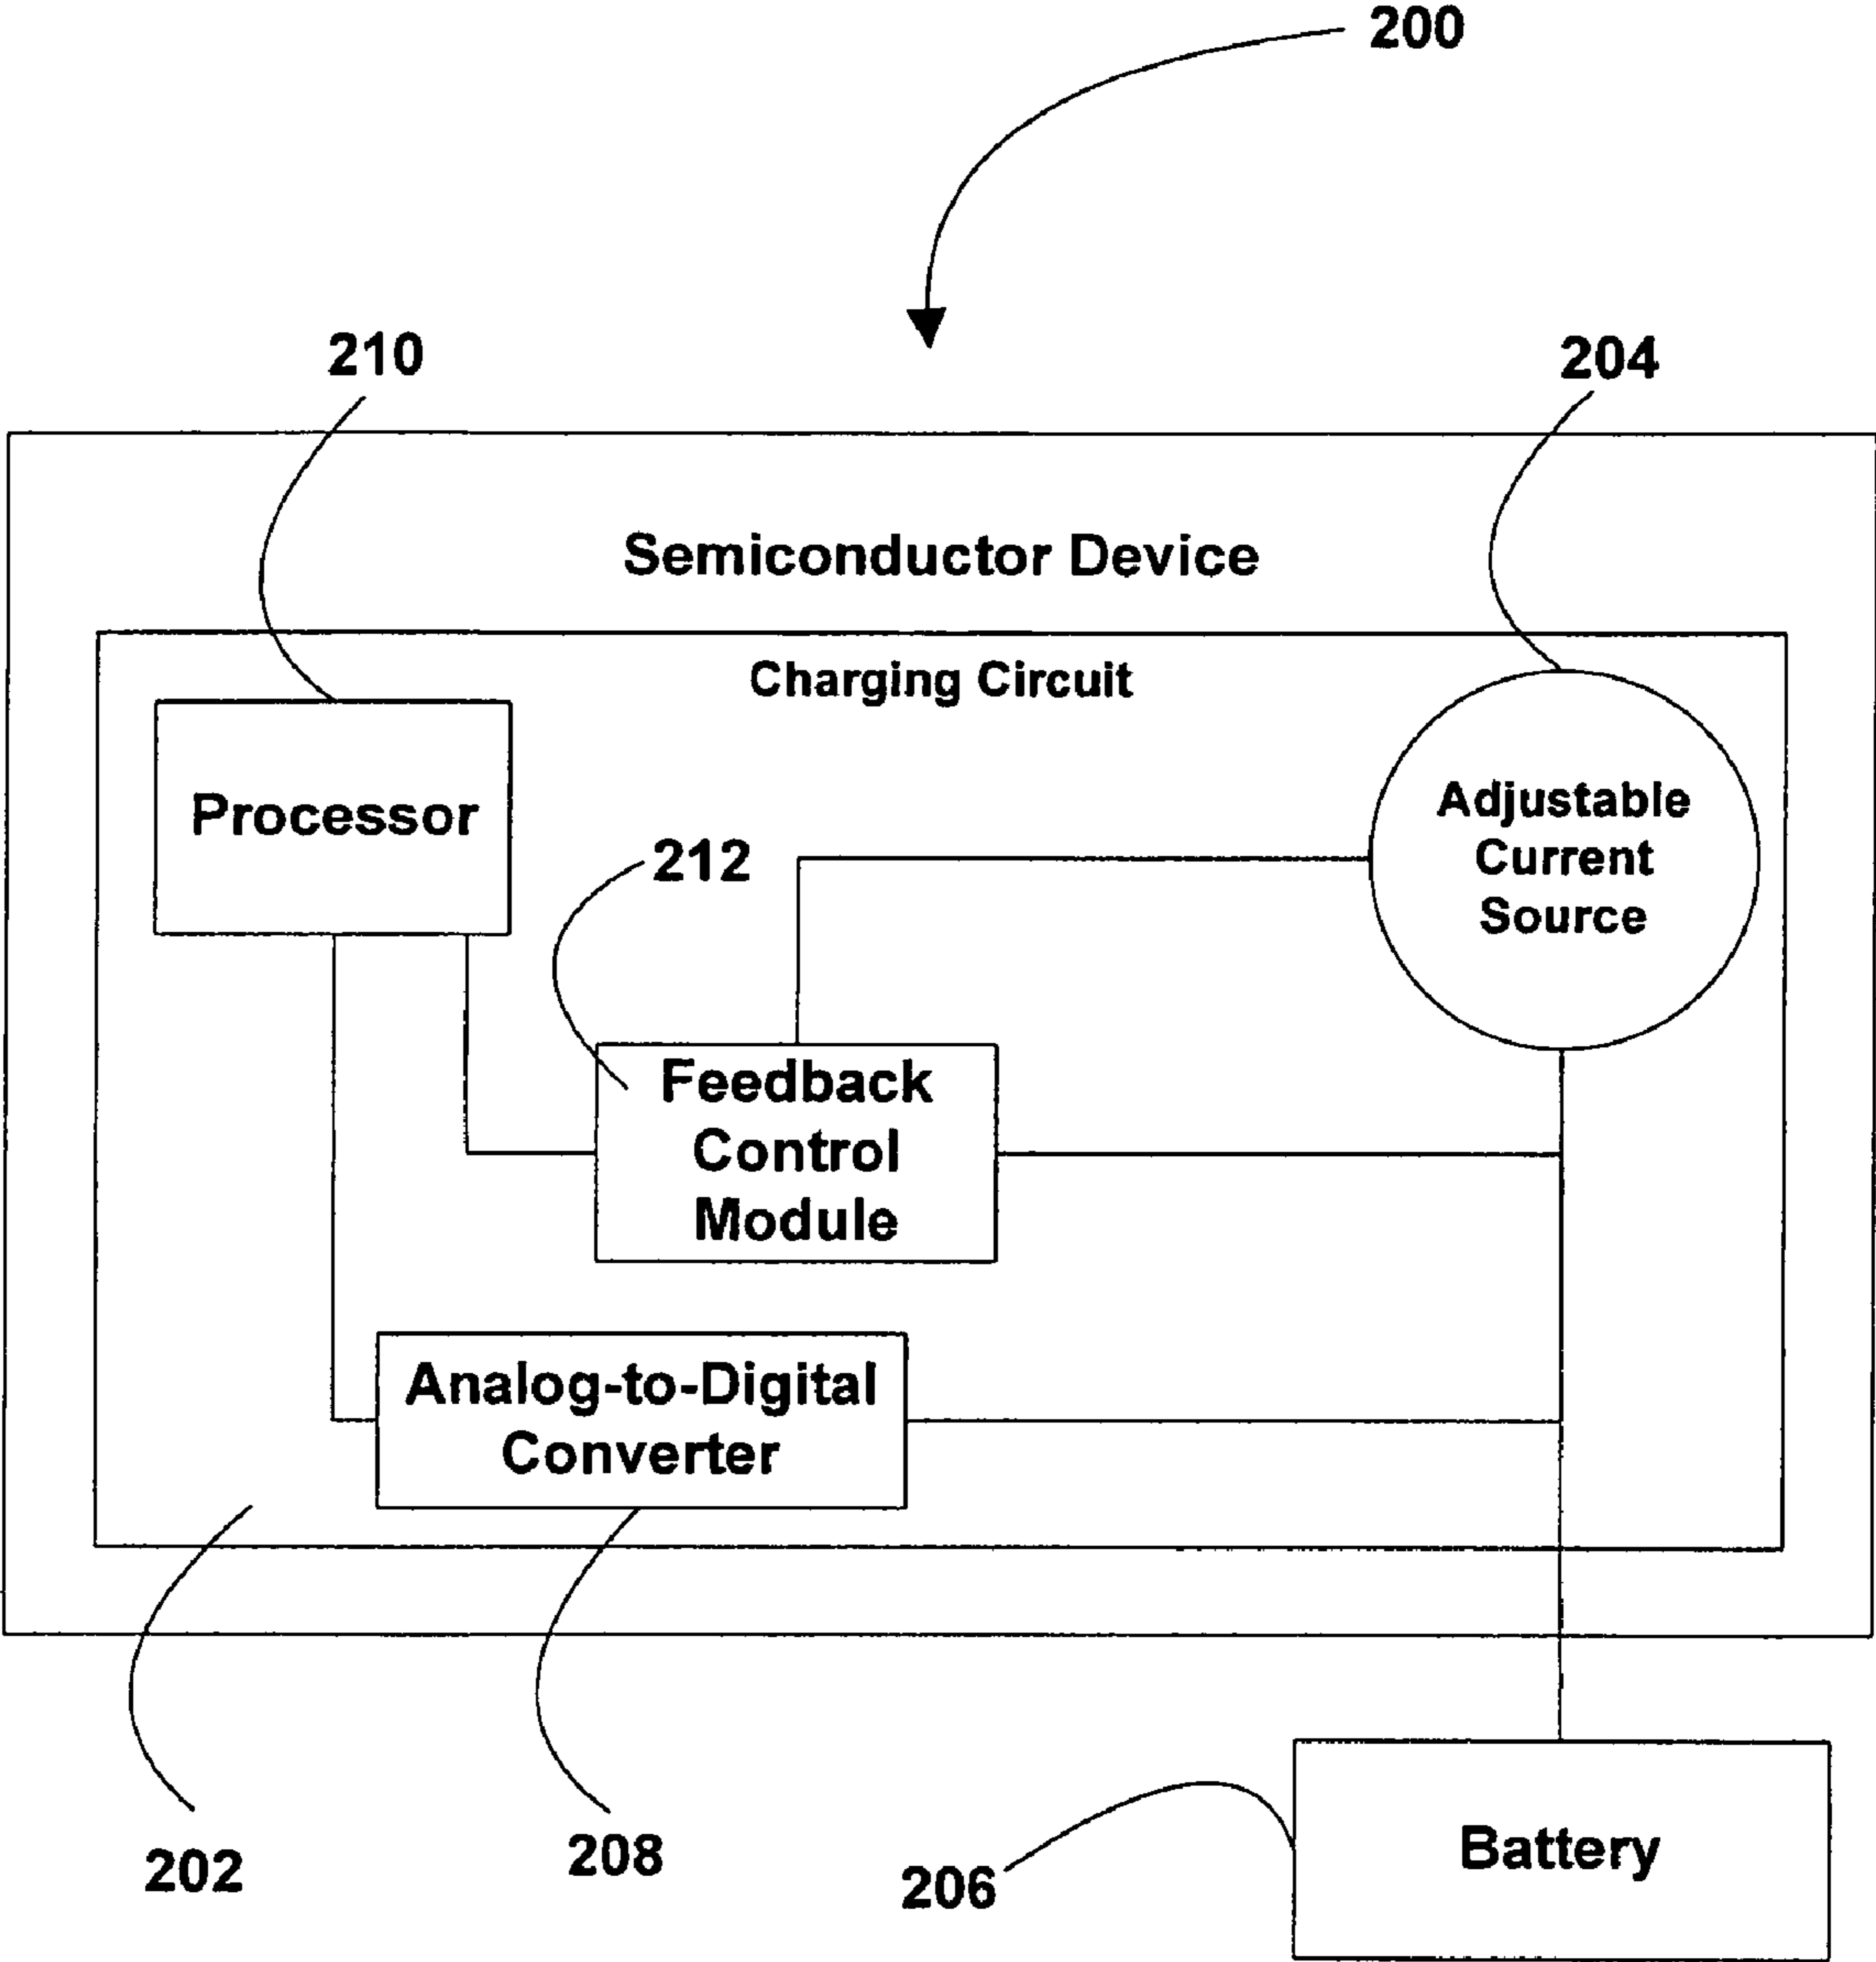 200
210
204
Semiconductor Device
Charging Circuit
Processor
Adjustable
Current
Source
212
Feedback
Control
Module
Analog-to-Digital
Converter
202
208
206
Battery